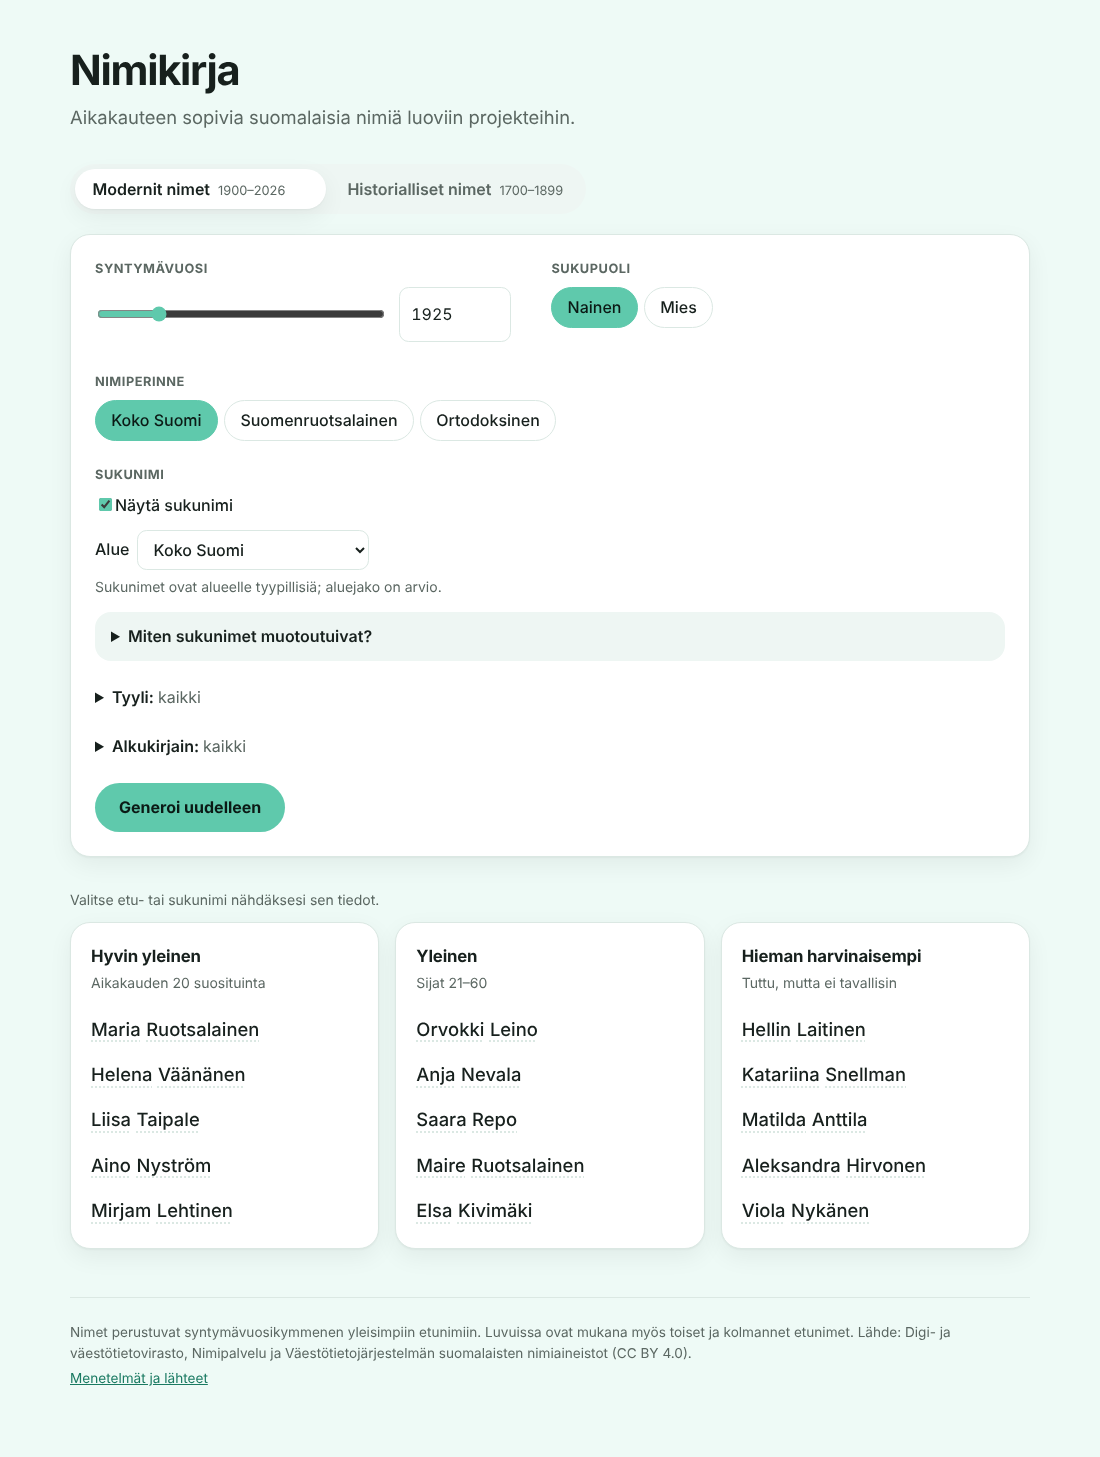 Nimikirja
Aikakauteen sopivia suomalaisia nimiä luoviin projekteihin.
Modernit nimet 1900–2026
Historialliset nimet 1700–1899
SYNTYMÄVUOSI
1925
SUKUPUOLI
Nainen
Mies
NIMIPERINNE
Koko Suomi
Suomenruotsalainen
Ortodoksinen
SUKUNIMI
Näytä sukunimi
Alue
Koko Suomi
Sukunimet ovat alueelle tyypillisiä; aluejako on arvio.
Miten sukunimet muotoutuivat?
Tyyli: kaikki
Alkukirjain: kaikki
Generoi uudelleen
Valitse etu- tai sukunimi nähdäksesi sen tiedot.
Hyvin yleinen
Aikakauden 20 suosituinta
Maria Ruotsalainen
Helena Väänänen
Liisa Taipale
Aino Nyström
Mirjam Lehtinen
Yleinen
Sijat 21–60
Orvokki Leino
Anja Nevala
Saara Repo
Maire Ruotsalainen
Elsa Kivimäki
Hieman harvinaisempi
Tuttu, mutta ei tavallisin
Hellin Laitinen
Katariina Snellman
Matilda Anttila
Aleksandra Hirvonen
Viola Nykänen
Nimet perustuvat syntymävuosikymmenen yleisimpiin etunimiin. Luvuissa ovat mukana myös toiset ja kolmannet etunimet. Lähde: Digi- ja
väestötietovirasto, Nimipalvelu ja Väestötietojärjestelmän suomalaisten nimiaineistot (CC BY 4.0).
Menetelmät ja lähteet